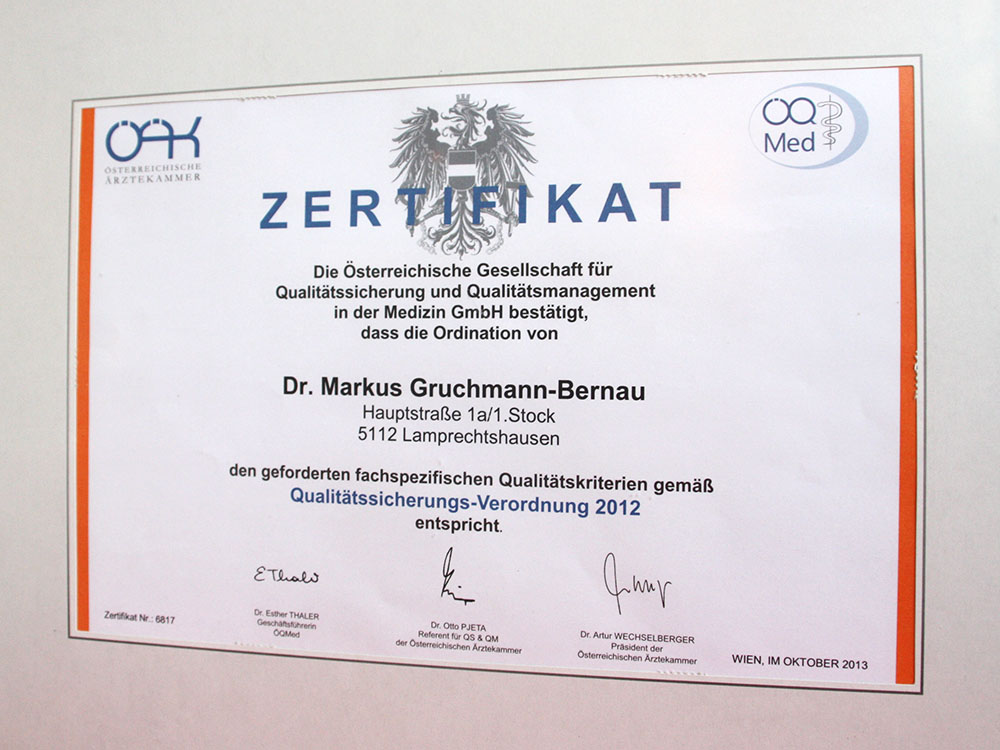 ÖÄK
ÖSTERREICHISCHE
ÄRZTEKAMMER
ÖQ
Med
ZERTIFIKAT
Die Österreichische Gesellschaft für
Qualitätssicherung und Qualitätsmanagement
in der Medizin GmbH bestätigt,
dass die Ordination von
Dr. Markus Gruchmann-Bernau
Hauptstraße 1a/1.Stock
5112 Lamprechtshausen
den geforderten fachspezifischen Qualitätskriterien gemäß
Qualitätssicherungs-Verordnung 2012
entspricht.
EThaler
Zertifikat Nr.: 6817
Dr. Esther THALER
Geschäftsführerin
ÖQMed
Dr. Otto PJETA
Referent für QS & QM
der Österreichischen Ärztekammer
Dr. Artur WECHSELBERGER
Präsident der
Österreichischen Ärztekammer
WIEN, IM OKTOBER 2013